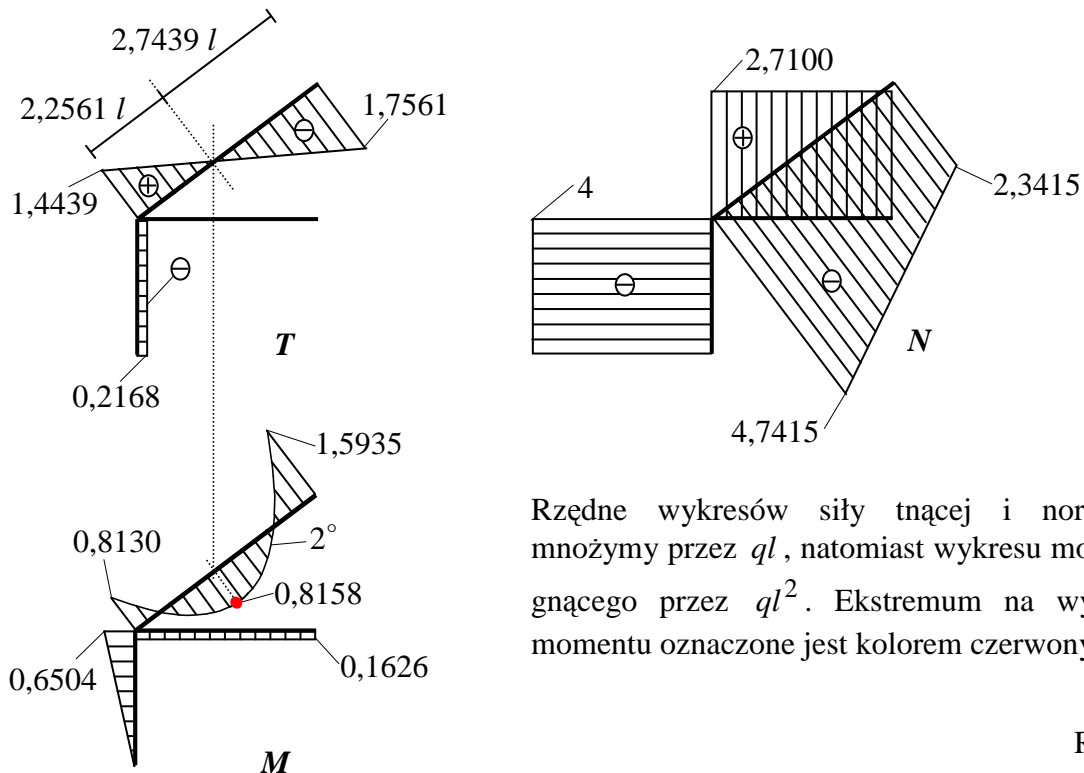 2,7439 l
2,2561 l
1,7561
1,4439
0,2168
T
2,7100
4
2,3415
4,7415
N
1,5935
0,8130
2°
0,8158
0,6504
0,1626
M
Rzędne wykresów siły tnącej i nor
mnożymy przez ql , natomiast wykresu mo
gnącego przez ql². Ekstremum na wy
momentu oznaczone jest kolorem czerwony